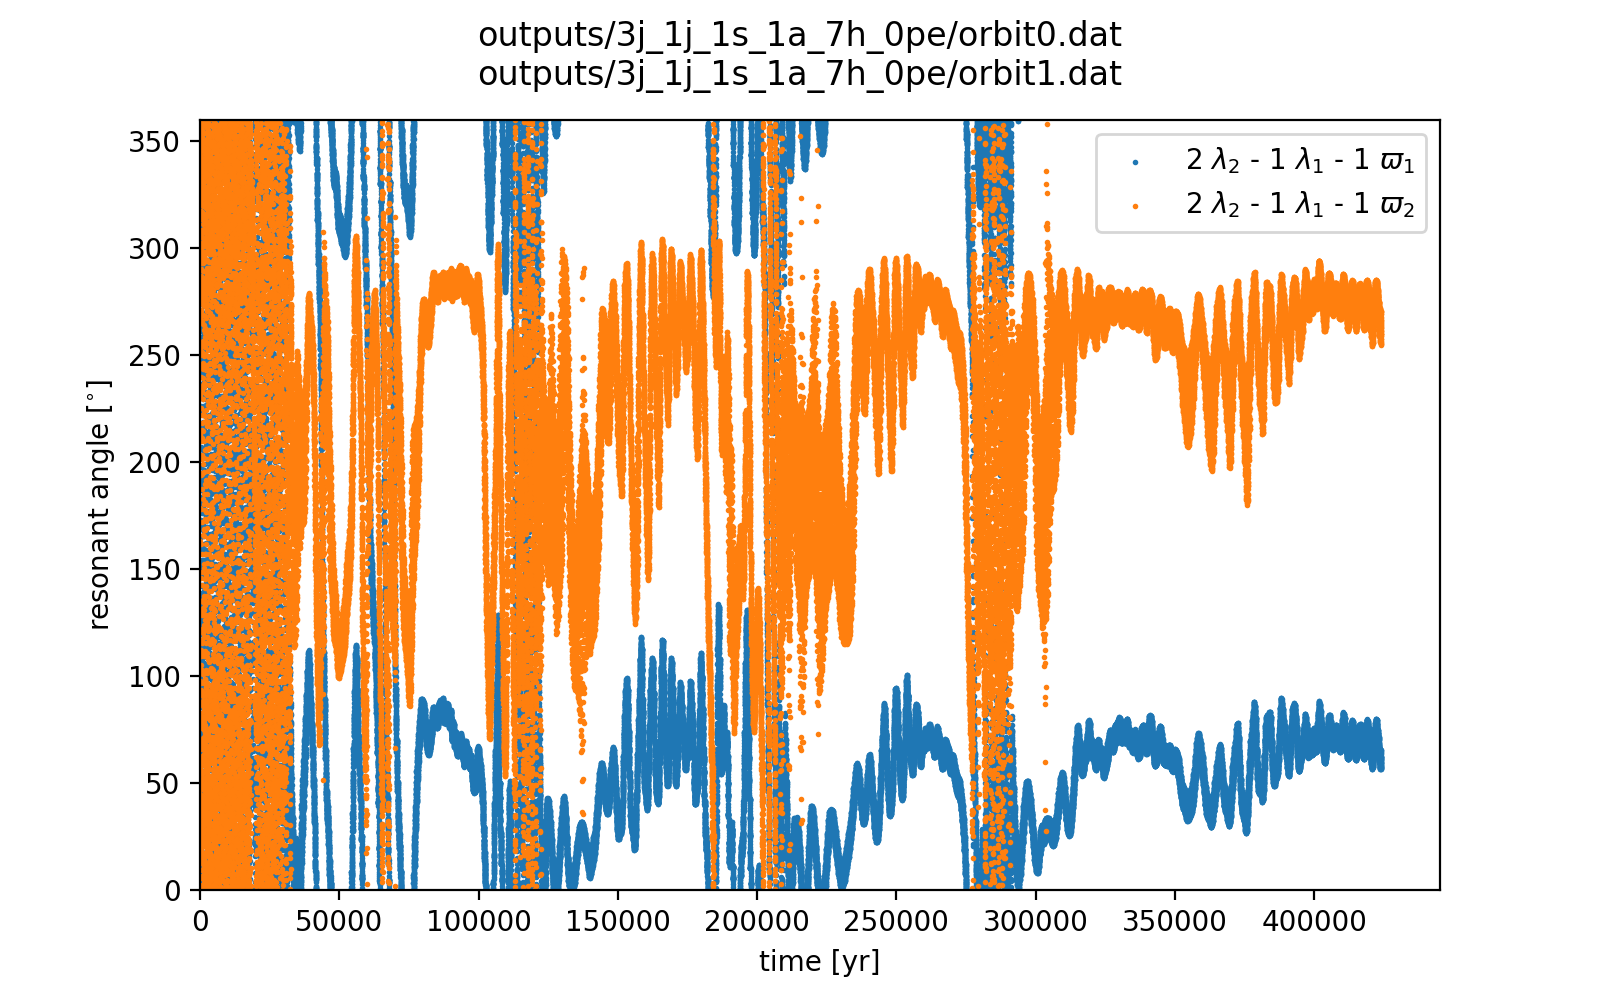 outputs/3j_1j_1s_1a_7h_0pe/orbit0.dat
outputs/3j_1j_1s_1a_7h_0pe/orbit1.dat
2 λ₂ - 1 λ₁ - 1 ϖ₁
2 λ₂ - 1 λ₁ - 1 ϖ₂
resonant angle [°]
350
300
250
200
150
100
50
0
0 50000 100000 150000 200000 250000 300000 350000 400000
time [yr]